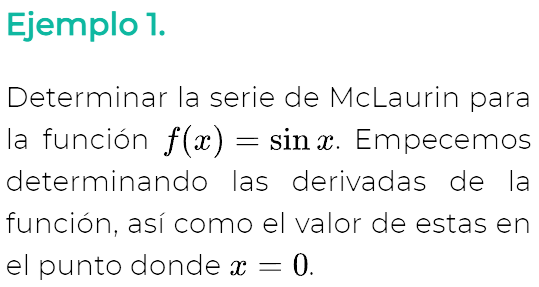 Ejemplo 1.
Determinar la serie de McLaurin para
la función f(x) = sin x. Empecemos
determinando las derivadas de la
función, así como el valor de estas en
el punto donde x = 0.